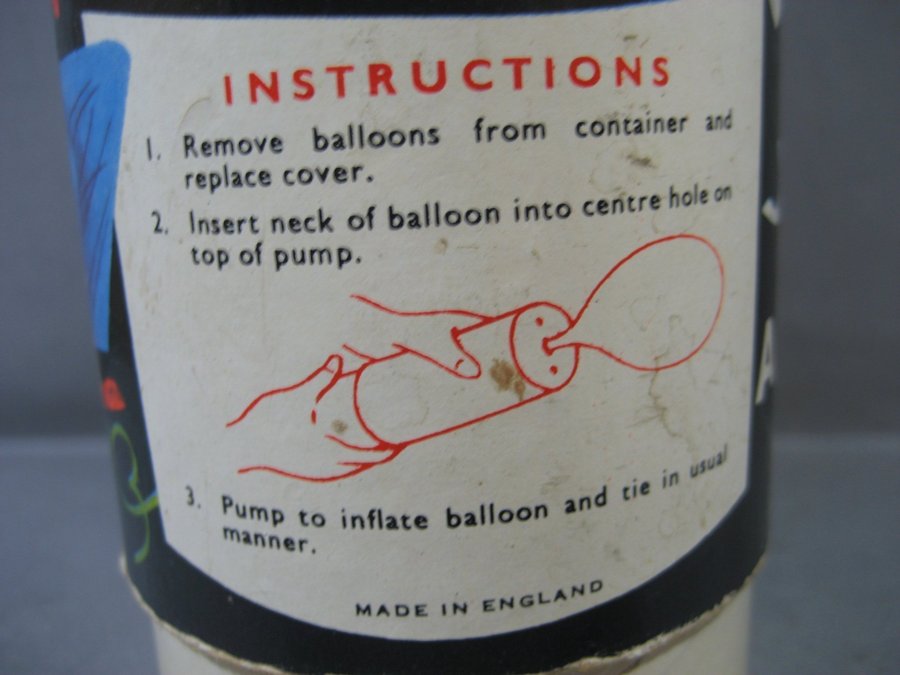 INSTRUCTIONS
1. Remove balloons from container and
replace cover.
2. Insert neck of balloon into centre hole on
top of pump.
3. Pump to inflate balloon and tie in usual
manner.
MADE IN ENGLAND